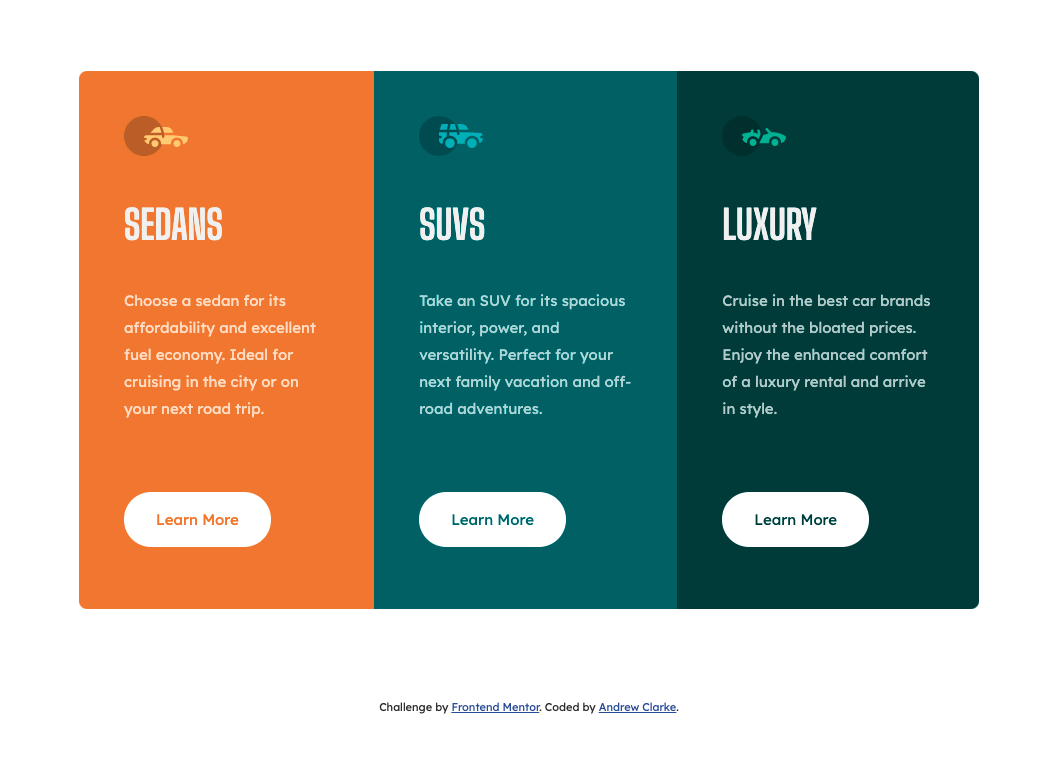 SEDANS
Choose a sedan for its
affordability and excellent
fuel economy. Ideal for
cruising in the city or on
your next road trip.
Learn More
SUVS
Take an SUV for its spacious
interior, power, and
versatility. Perfect for your
next family vacation and off-
road adventures.
Learn More
LUXURY
Cruise in the best car brands
without the bloated prices.
Enjoy the enhanced comfort
of a luxury rental and arrive
in style.
Learn More
Challenge by Frontend Mentor. Coded by Andrew Clarke.